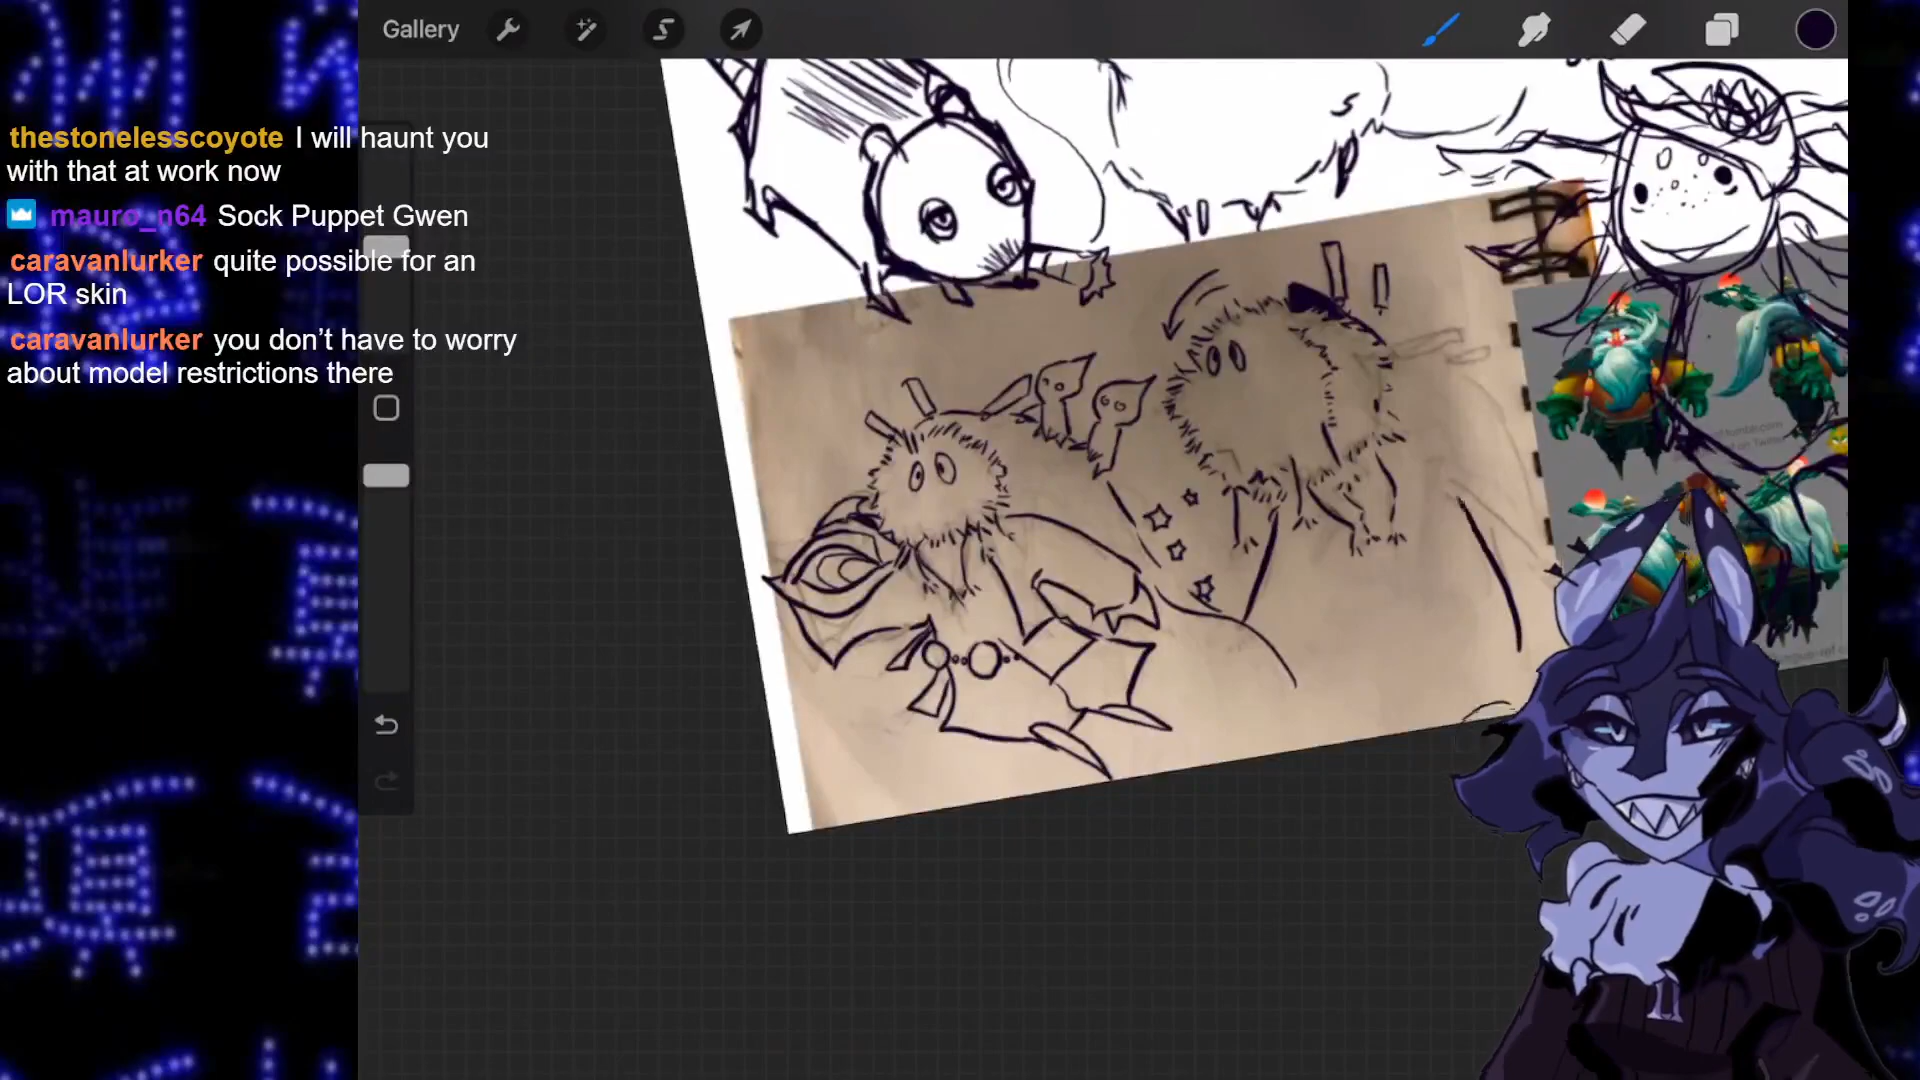 Gallery
thestonelesscoyote I will haunt you
with that at work now
mauro_n64 Sock Puppet Gwen
caravanlurker quite possible for an
LOR skin
caravanlurker you don't have to worry
about model restrictions there